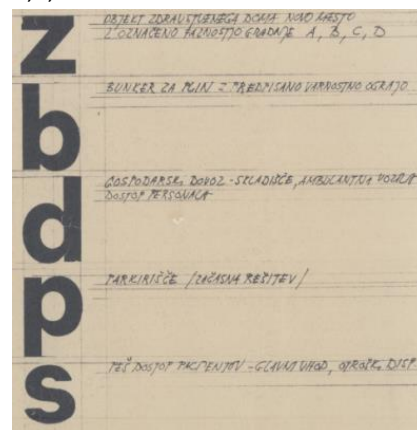 z
OBJEKT ZDRAVSTVENEGA DOMA NOVO MESTO
Z OZNAČENO FAZNOSTJO GRADNJE A, B, C, D
b
BUNKER ZA PLIN Z PREDPISANO VARNOSTNO OGRAJO
d
GOSPODARSKI DOVOZ - SKLADIŠČE, AMBULANTNA VOZILA
DOSTOP PERSONALA
p
PARKIRIŠČE /ZAČASNA REŠITEV/
s
PEŠ DOSTOP PACIENTOV - GLAVNI VHOD, OTROŠK. DISP.